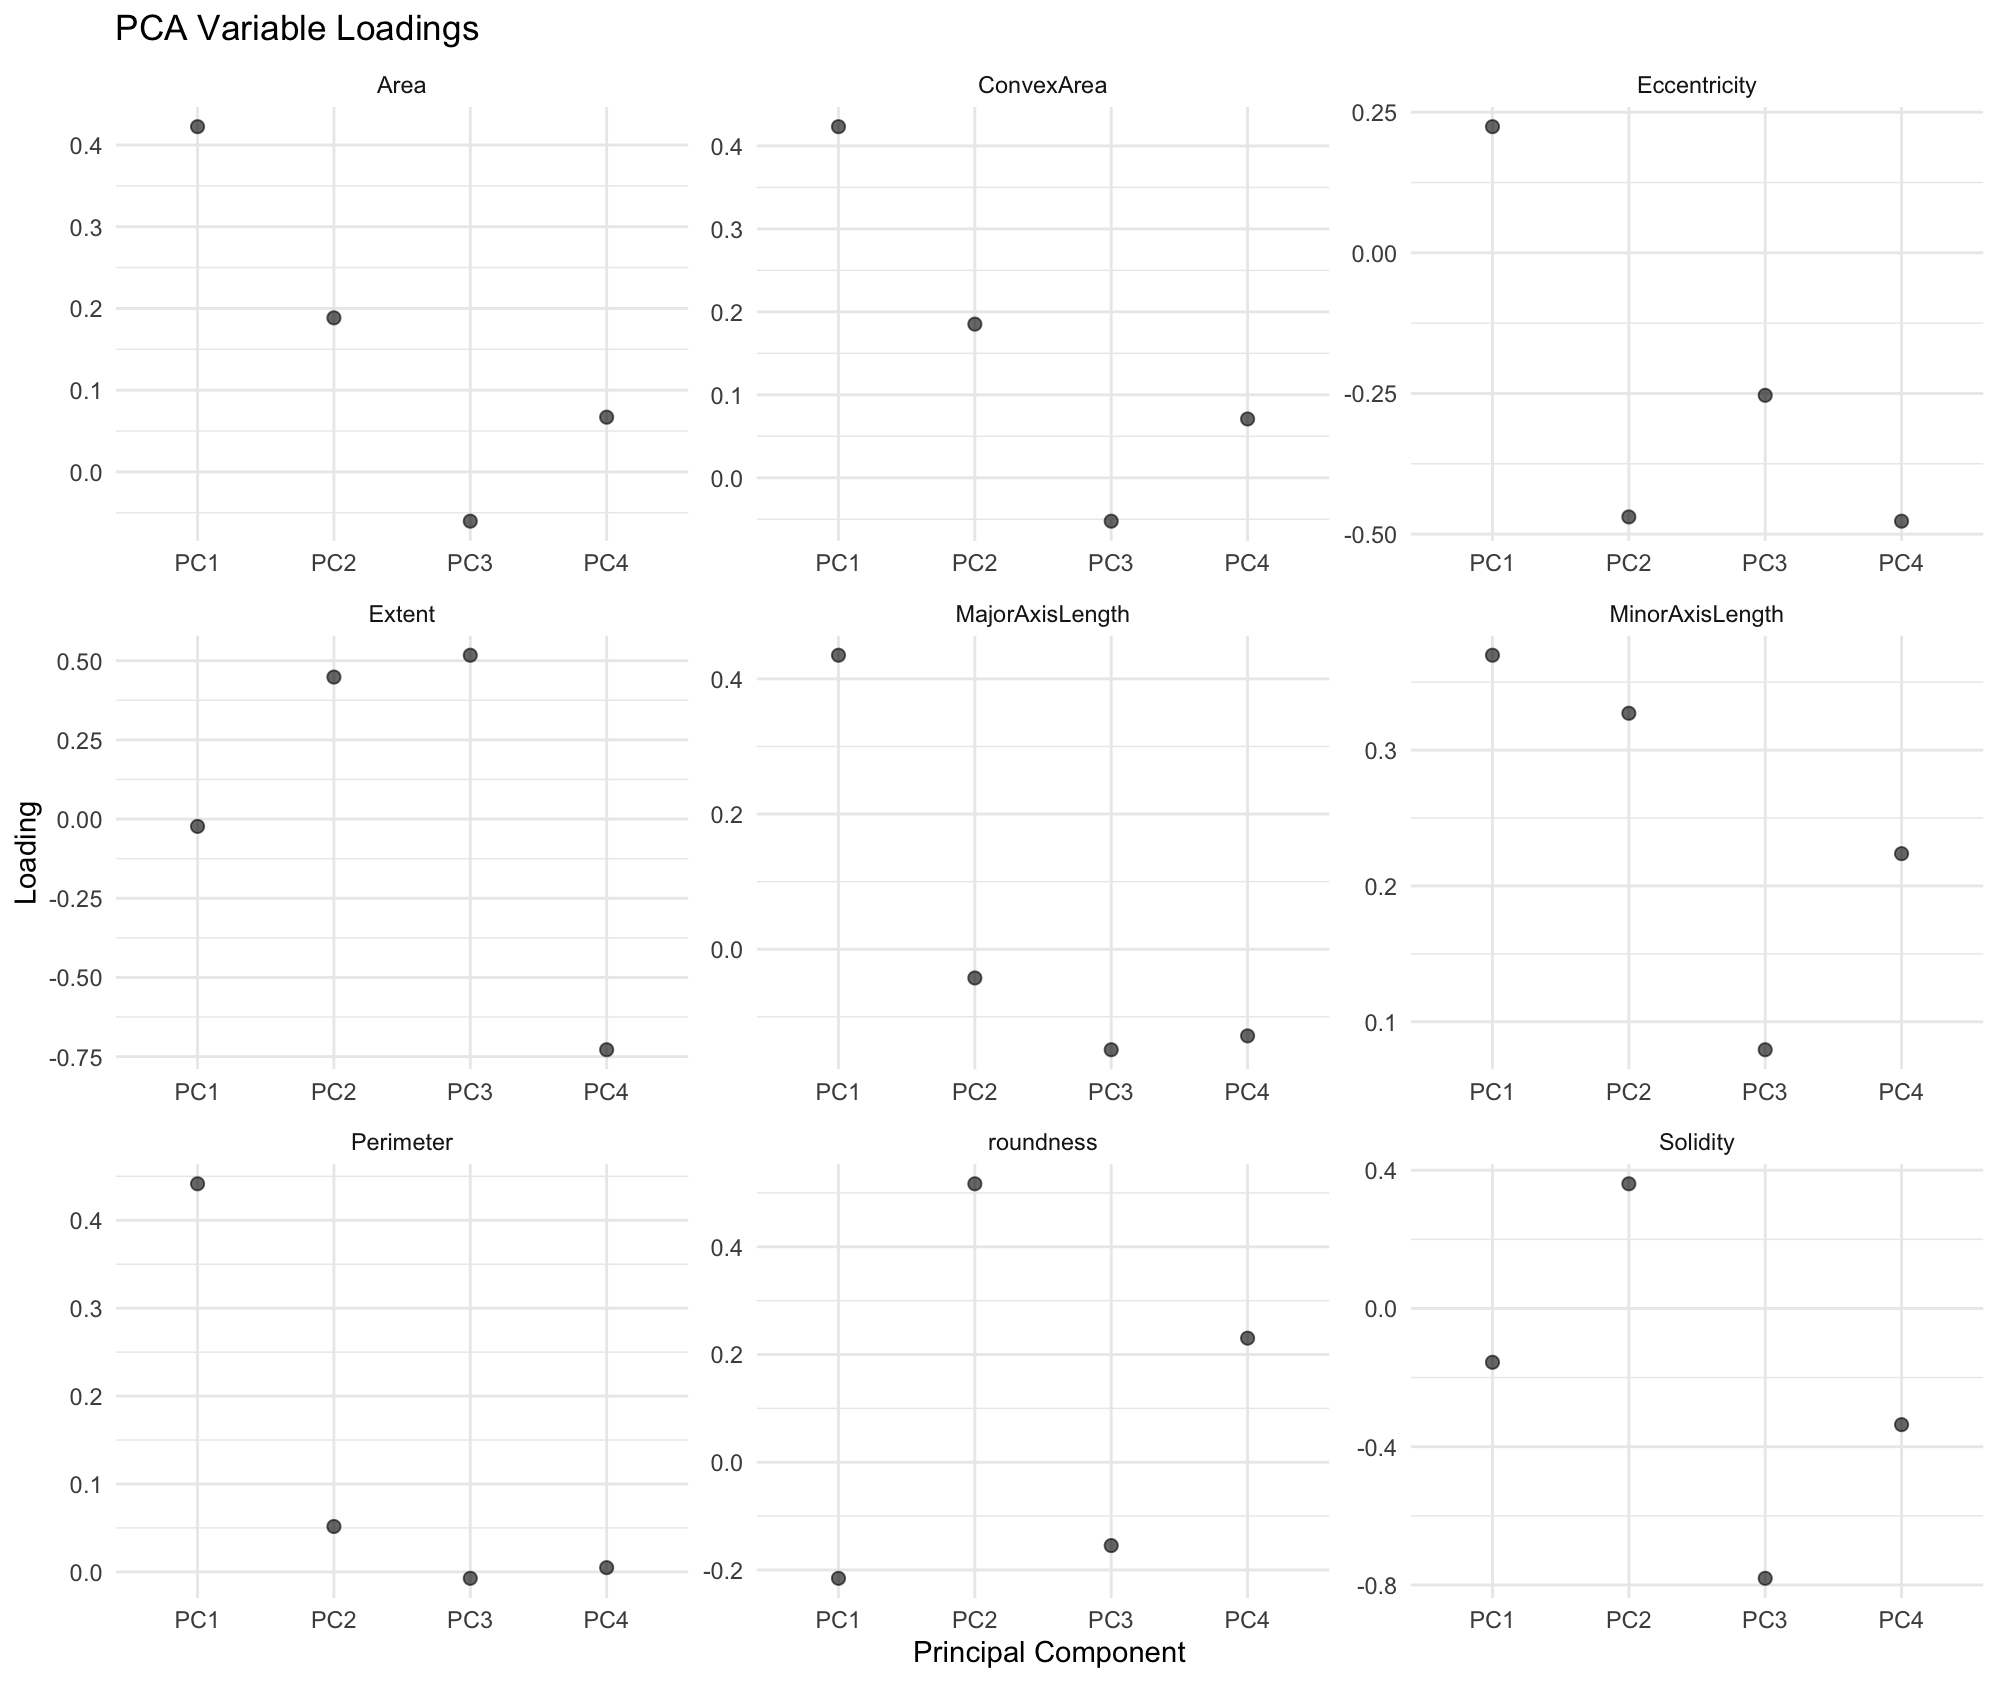 PCA Variable Loadings
Area
ConvexArea
Eccentricity
0.4
0.3
0.2
0.1
0.0
0.4
0.3
0.2
0.1
0.0
0.25
0.00
-0.25
-0.50
PC1 PC2 PC3 PC4
PC1 PC2 PC3 PC4
PC1 PC2 PC3 PC4
Extent
MajorAxisLength
MinorAxisLength
0.50
0.25
0.00
-0.25
-0.50
-0.75
0.4
0.2
0.0
0.3
0.2
0.1
PC1 PC2 PC3 PC4
PC1 PC2 PC3 PC4
PC1 PC2 PC3 PC4
Perimeter
roundness
Solidity
0.4
0.3
0.2
0.1
0.0
0.4
0.2
0.0
-0.2
0.4
0.0
-0.4
-0.8
PC1 PC2 PC3 PC4
PC1 PC2 PC3 PC4
PC1 PC2 PC3 PC4
Loading
Principal Component